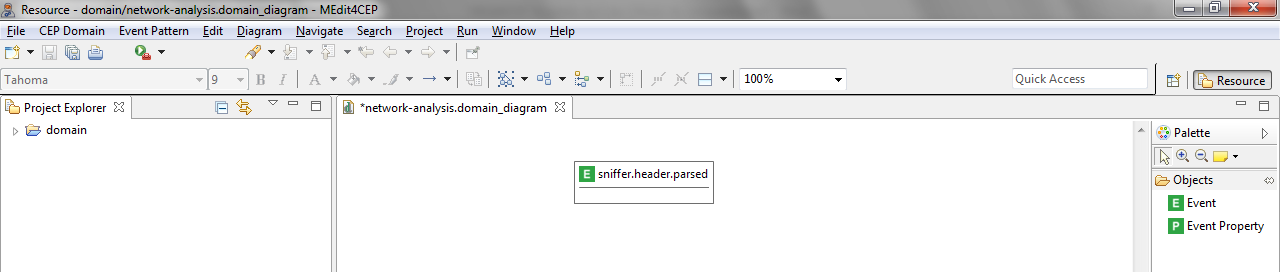 Resource - domain/network-analysis.domain_diagram - MEdit4CEP
File CEP Domain Event Pattern Edit Diagram Navigate Search Project Run Window Help
Tahoma 9 B I A 100% Quick Access Resource
Project Explorer *network-analysis.domain_diagram
domain
Palette
E sniffer.header.parsed
Objects
E Event
P Event Property